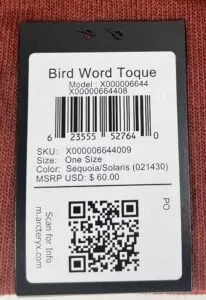 Bird Word Toque
Model : X000006644
X00000664408
6 23555 52764 0
SKU: X000006644009
Size: One Size
Color: Sequoia/Solaris (021430)
MSRP USD: $ 60.00
PO
Scan for Info
m.arcteryx.com